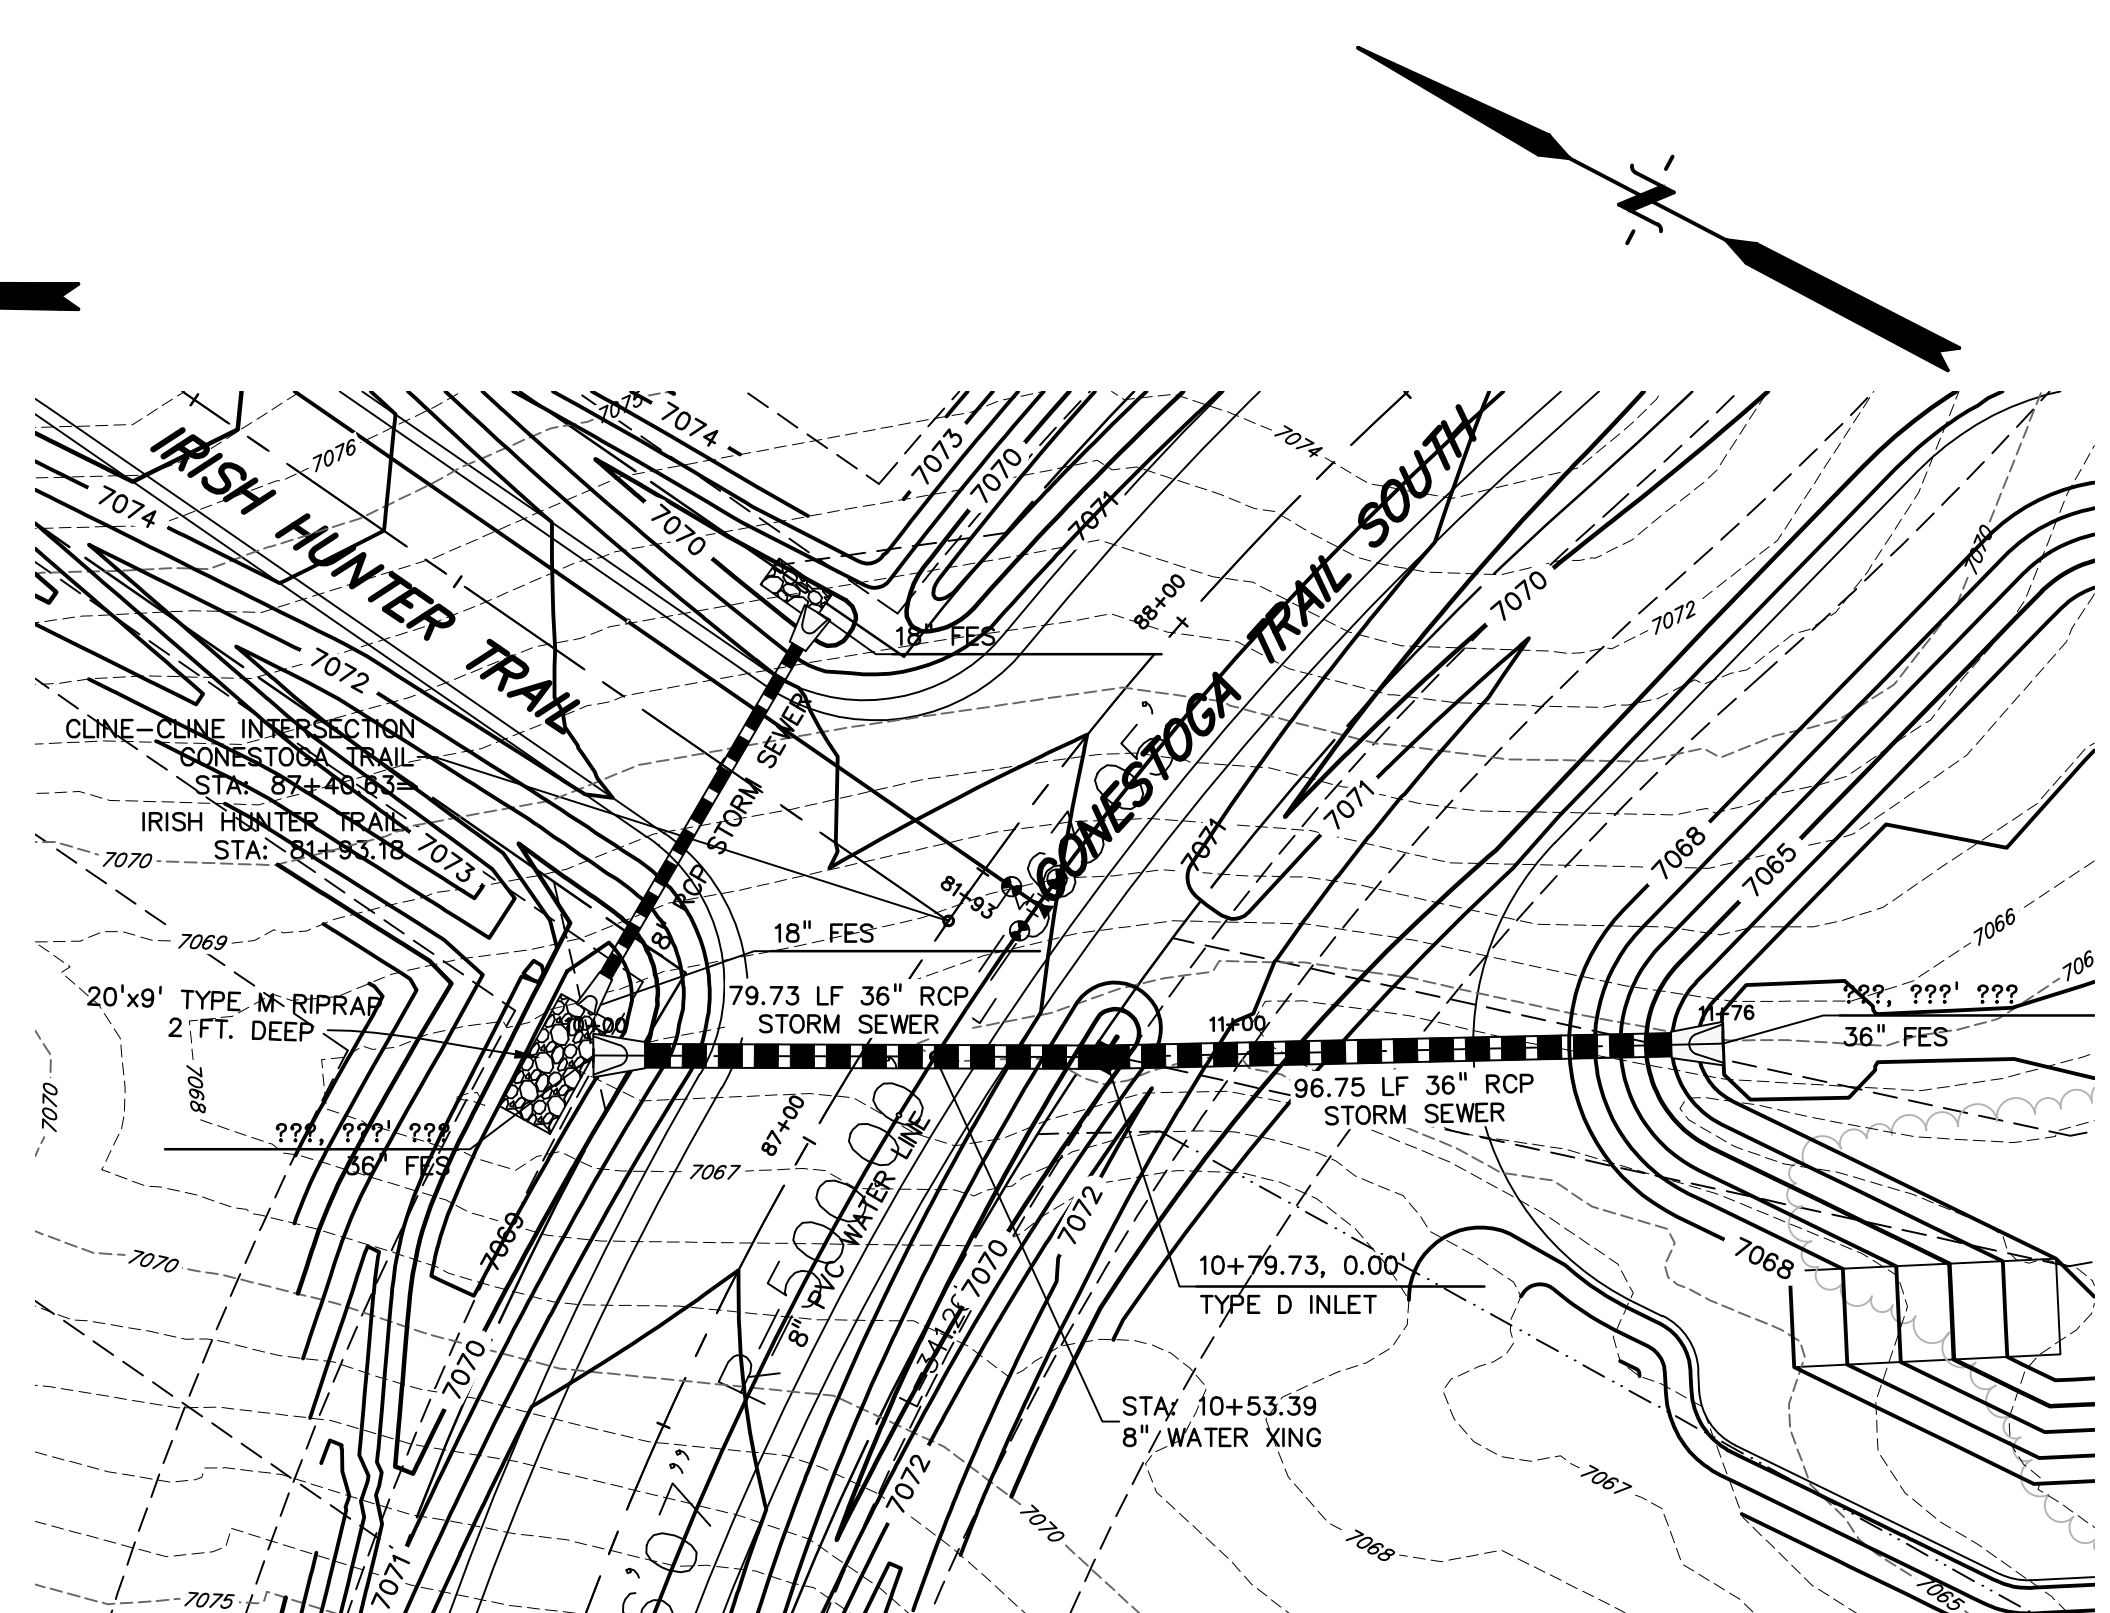 N
7075
7074
7076
7073
7070
7074
IRISH HUNTER TRAIL
7074
7070
7071
CONESTOGA TRAIL SOUTH
7070
7070
7072
88+00
18" FES
7072
CLINE-CLINE INTERSECTION
CONESTOGA TRAIL
STA: 87+40.63=
IRISH HUNTER TRAIL
STA: 81+93.18
7070
7073
RCP STORM SEWER
7071
7071
7068
7065
81+93
18" FES
7069
7066
706
20'x9' TYPE M RIPRAP
2 FT. DEEP
79.73 LF 36" RCP
STORM SEWER
10+00
11+00
11+76
???, ???' ???
36" FES
7070
7068
96.75 LF 36" RCP
STORM SEWER
87+00
???, ???' ???
36" FES
7067
8" PVC WATER LINE
7069
7072
7070
7070
7068
10+79.73, 0.00'
TYPE D INLET
7070
STA: 10+53.39
8" WATER XING
7072
7067
7070
7068
7071
7075
7065